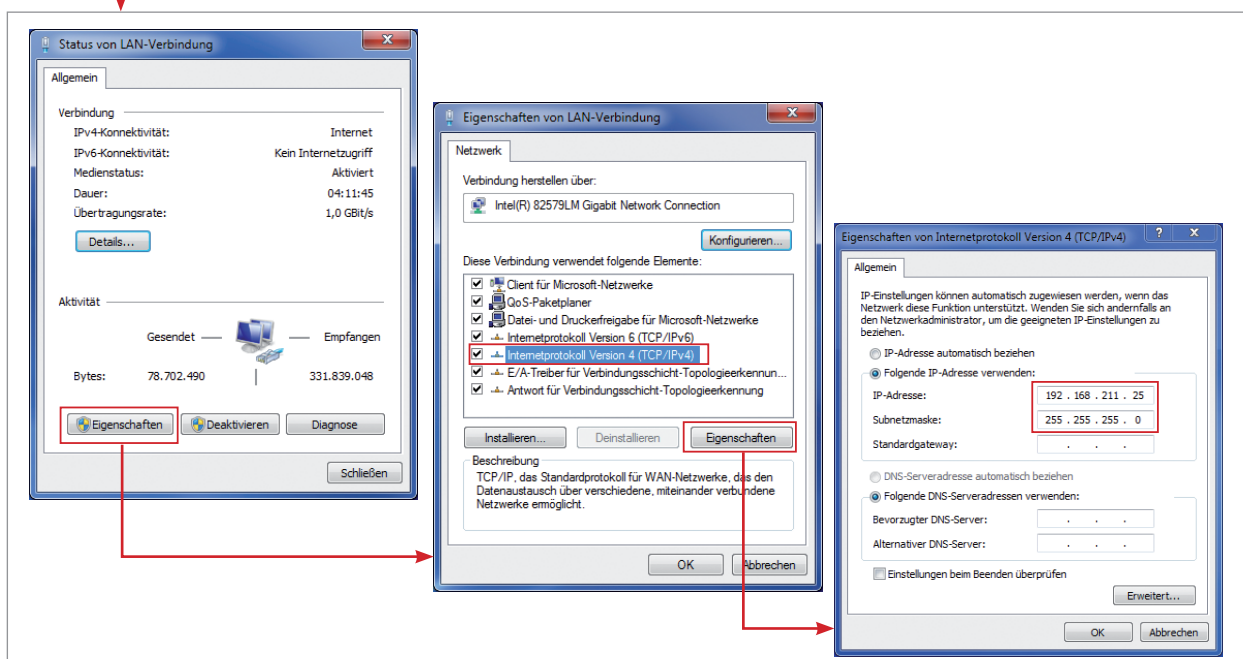 Status von LAN-Verbindung
Allgemein
Verbindung
IPv4-Konnektivität: Internet
IPv6-Konnektivität: Kein Internetzugriff
Medienstatus: Aktiviert
Dauer: 04:11:45
Übertragungsrate: 1,0 GBit/s
Details...
Aktivität
Gesendet — — Empfangen
Bytes: 78.702.490 331.839.048
Eigenschaften Deaktivieren Diagnose
Schließen
Eigenschaften von LAN-Verbindung
Netzwerk
Verbindung herstellen über:
Intel(R) 82579LM Gigabit Network Connection
Konfigurieren...
Diese Verbindung verwendet folgende Elemente:
Client für Microsoft-Netzwerke
QoS-Paketplaner
Datei- und Druckerfreigabe für Microsoft-Netzwerke
Internetprotokoll Version 6 (TCP/IPv6)
Internetprotokoll Version 4 (TCP/IPv4)
E/A-Treiber für Verbindungsschicht-Topologieerkennun...
Antwort für Verbindungsschicht-Topologieerkennung
Installieren... Deinstallieren Eigenschaften
Beschreibung
TCP/IP, das Standardprotokoll für WAN-Netzwerke, das den
Datenaustausch über verschiedene, miteinander verbundene
Netzwerke ermöglicht.
OK Abbrechen
Eigenschaften von Internetprotokoll Version 4 (TCP/IPv4)
Allgemein
IP-Einstellungen können automatisch zugewiesen werden, wenn das
Netzwerk diese Funktion unterstützt. Wenden Sie sich andernfalls an
den Netzwerkadministrator, um die geeigneten IP-Einstellungen zu
beziehen.
IP-Adresse automatisch beziehen
Folgende IP-Adresse verwenden:
IP-Adresse: 192 . 168 . 211 . 25
Subnetzmaske: 255 . 255 . 255 . 0
Standardgateway: . . .
DNS-Serveradresse automatisch beziehen
Folgende DNS-Serveradressen verwenden:
Bevorzugter DNS-Server: . . .
Alternativer DNS-Server: . . .
Einstellungen beim Beenden überprüfen
Erweitert...
OK Abbrechen